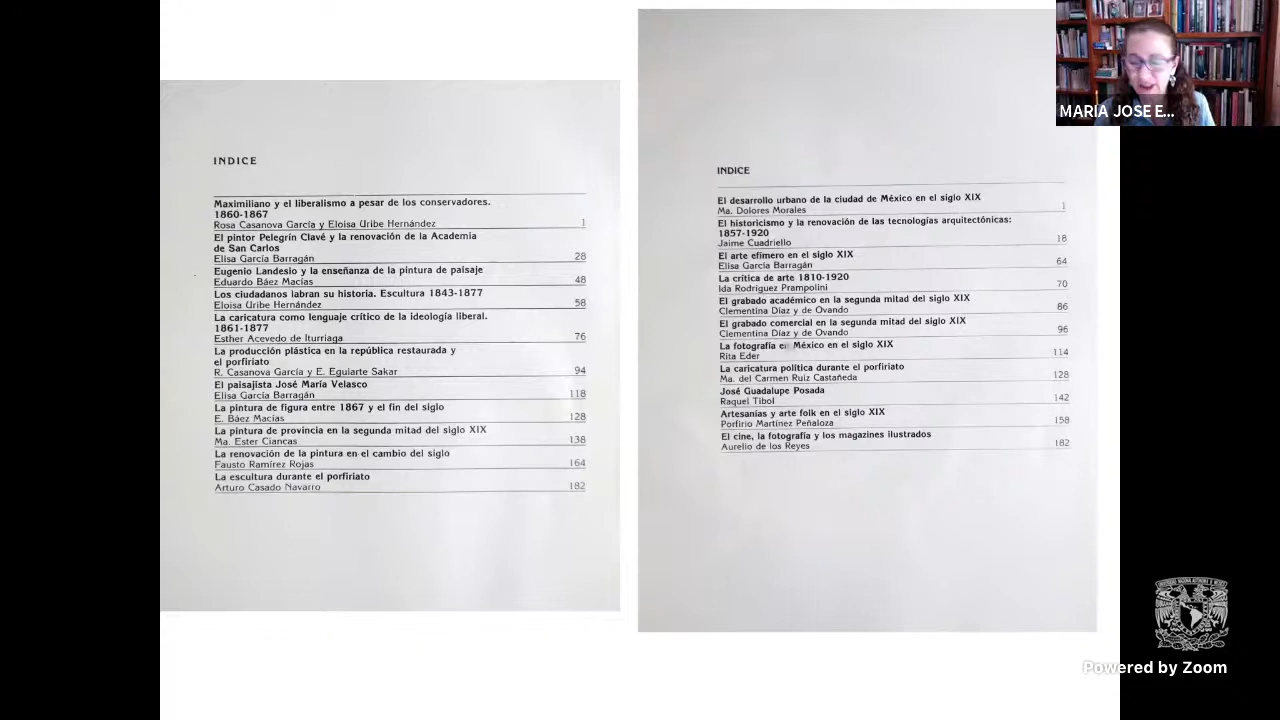 INDICE
Maximiliano y el liberalismo a pesar de los conservadores.
1860-1867
Rosa Casanova García y Eloisa Uribe Hernández 1
El pintor Pelegrín Clavé y la renovación de la Academia
de San Carlos
Elisa García Barragán 28
Eugenio Landesio y la enseñanza de la pintura de paisaje
Eduardo Báez Macías 48
Los ciudadanos labran su historia. Escultura 1843-1877
Eloisa Uribe Hernández 58
La caricatura como lenguaje crítico de la ideología liberal.
1861-1877
Esther Acevedo de Iturriaga 76
La producción plástica en la república restaurada y
el porfiriato
R. Casanova García y E. Eguiarte Sakar 94
El paisajista José María Velasco
Elisa García Barragán 118
La pintura de figura entre 1867 y el fin del siglo
E. Báez Macías 128
La pintura de provincia en la segunda mitad del siglo XIX
Ma. Ester Ciancas 138
La renovación de la pintura en el cambio del siglo
Fausto Ramírez Rojas 164
La escultura durante el porfiriato
Arturo Casado Navarro 182
INDICE
El desarrollo urbano de la ciudad de México en el siglo XIX
Ma. Dolores Morales 1
El historicismo y la renovación de las tecnologías arquitectónicas:
1857-1920
Jaime Cuadriello 18
El arte efímero en el siglo XIX
Elisa García Barragán 64
La crítica de arte 1810-1920
Ida Rodríguez Prampolini 70
El grabado académico en la segunda mitad del siglo XIX
Clementina Díaz y de Ovando 86
El grabado comercial en la segunda mitad del siglo XIX
Clementina Díaz y de Ovando 96
La fotografía en México en el siglo XIX
Rita Eder 114
La caricatura política durante el porfiriato
Ma. del Carmen Ruiz Castañeda 128
José Guadalupe Posada
Raquel Tibol 142
Artesanías y arte folk en el siglo XIX
Porfirio Martínez Peñaloza 158
El cine, la fotografía y los magazines ilustrados
Aurelio de los Reyes 182
MARIA JOSE E...
Powered by Zoom